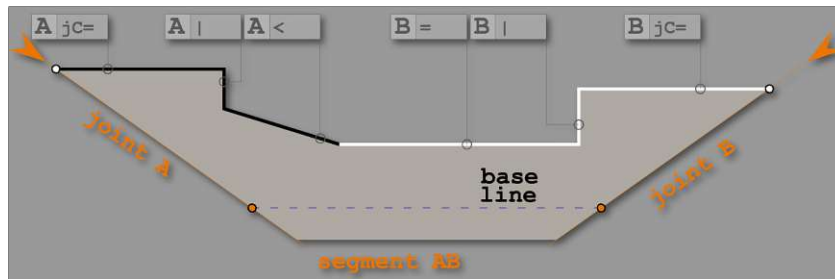 A jC=
A |
A <
B =
B |
B jC=
joint A
joint B
base
line
segment AB